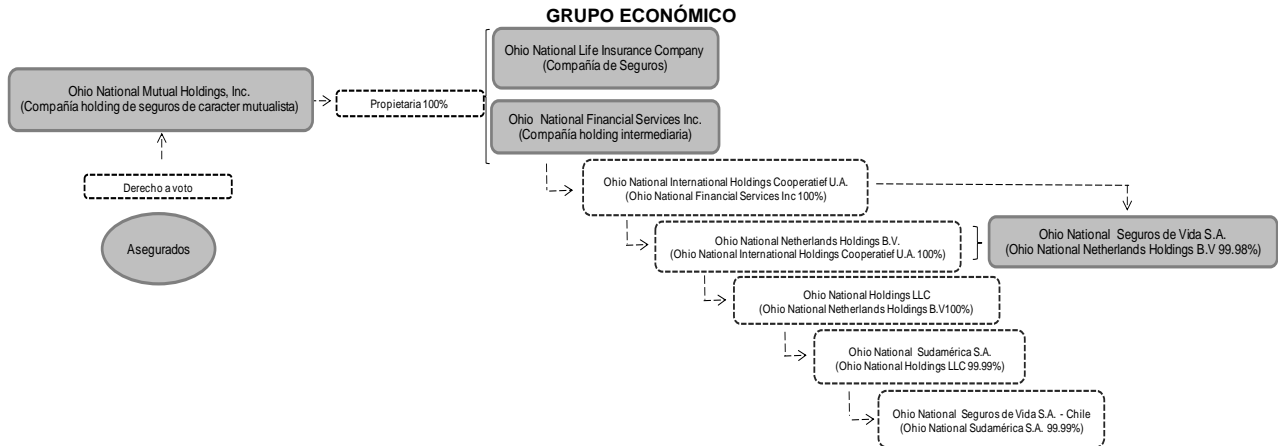 GRUPO ECONÓMICO
Ohio National Life Insurance Company
(Compañía de Seguros)
Ohio National Mutual Holdings, Inc.
(Compañía holding de seguros de caracter mutualista)
Propietaria 100%
Ohio National Financial Services Inc.
(Compañía holding intermediaria)
Derecho a voto
Asegurados
Ohio National International Holdings Cooperatief U.A.
(Ohio National Financial Services Inc 100%)
Ohio National Netherlands Holdings B.V.
(Ohio National International Holdings Cooperatief U.A. 100%)
Ohio National Seguros de Vida S.A.
(Ohio National Netherlands Holdings B.V 99.98%)
Ohio National Holdings LLC
(Ohio National Netherlands Holdings B.V100%)
Ohio National Sudamérica S.A.
(Ohio National Holdings LLC 99.99%)
Ohio National Seguros de Vida S.A. - Chile
(Ohio National Sudamérica S.A. 99.99%)